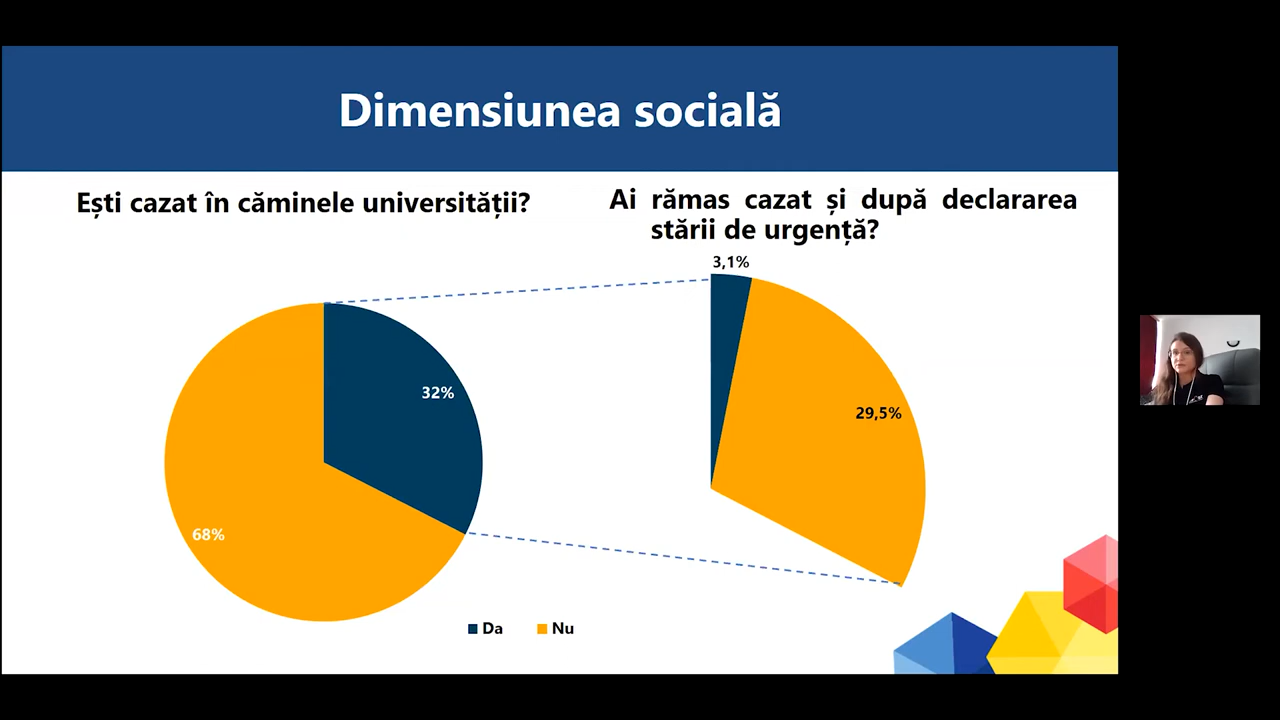 Dimensiunea socială
Ești cazat în căminele universității?
Ai rămas cazat și după declararea
stării de urgență?
3,1%
32%
29,5%
68%
Da
Nu